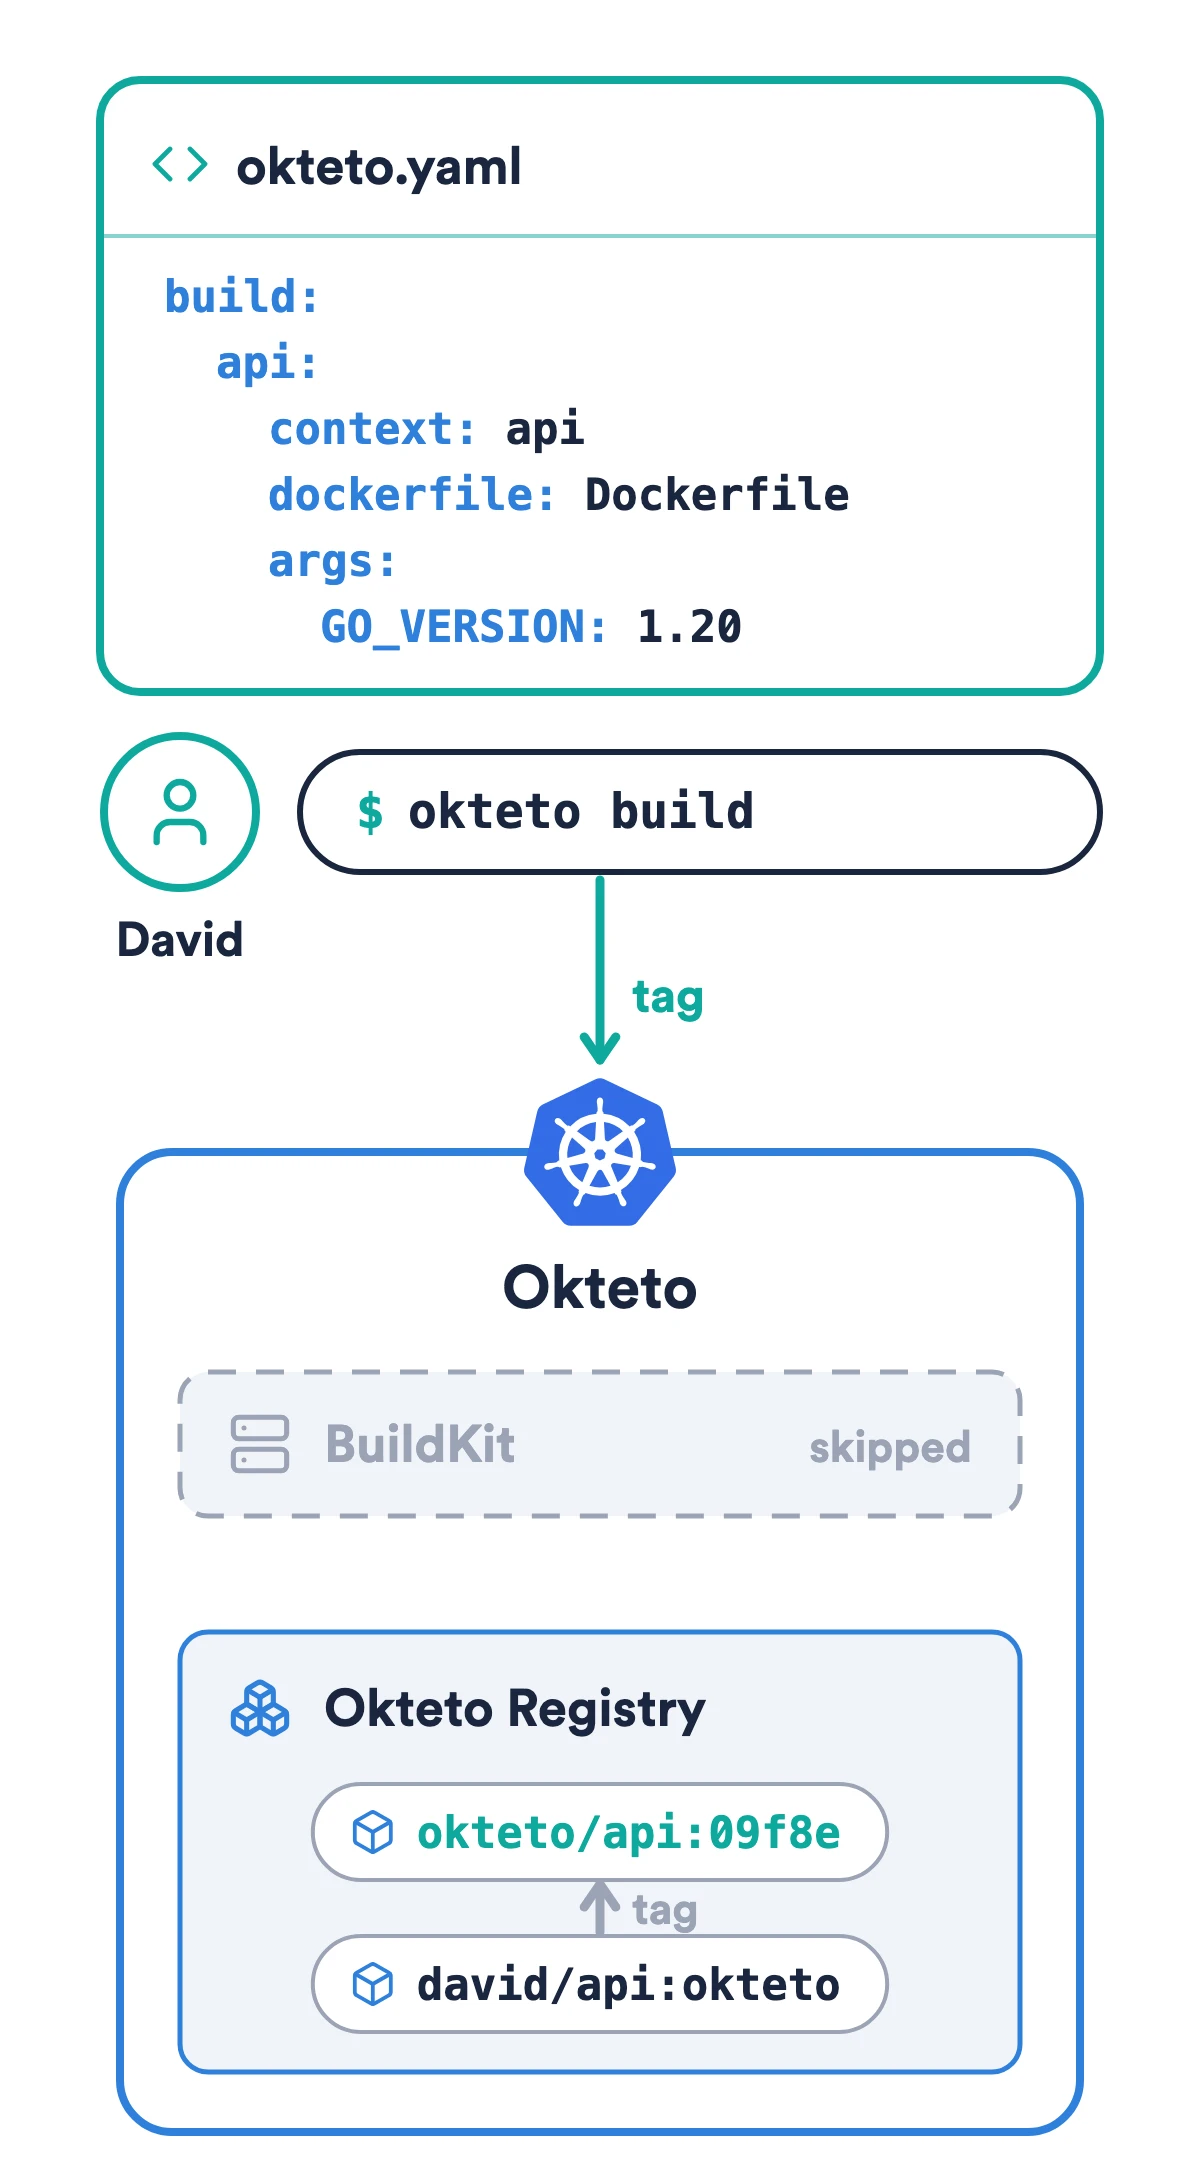 okteto.yaml
build:
  api:
    context: api
    dockerfile: Dockerfile
    args:
      GO_VERSION: 1.20
$ okteto build
David
tag
Okteto
BuildKit skipped
Okteto Registry
okteto/api:09f8e
tag
david/api:okteto